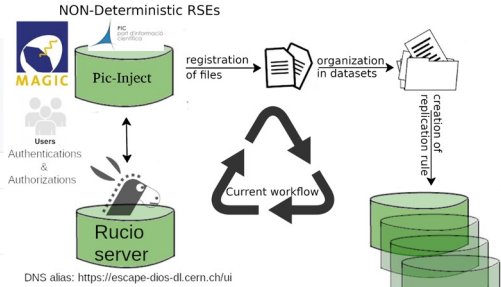 NON-Deterministic RSEs
PIC
port d'informació
científica
MAGIC
Pic-Inject
registration
of files
organization
in datasets
creation of
replication rule
Users
Authentications
&
Authorizations
Current workflow
Rucio
server
DNS alias: https://escape-dios-dl.cern.ch/ui